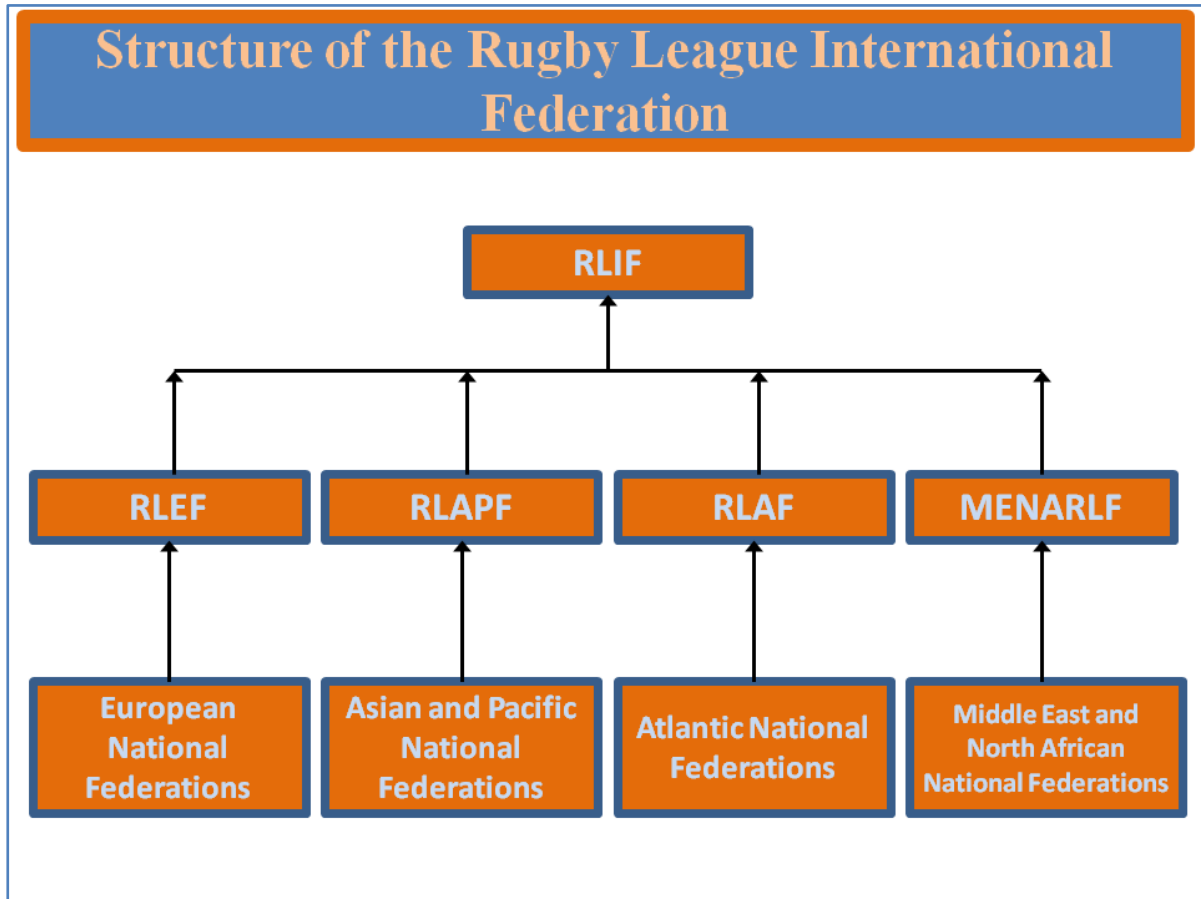 Structure of the Rugby League International
Federation
RLIF
RLEF
RLAPF
RLAF
MENARLF
European
National
Federations
Asian and Pacific
National
Federations
Atlantic National
Federations
Middle East and
North African
National Federations